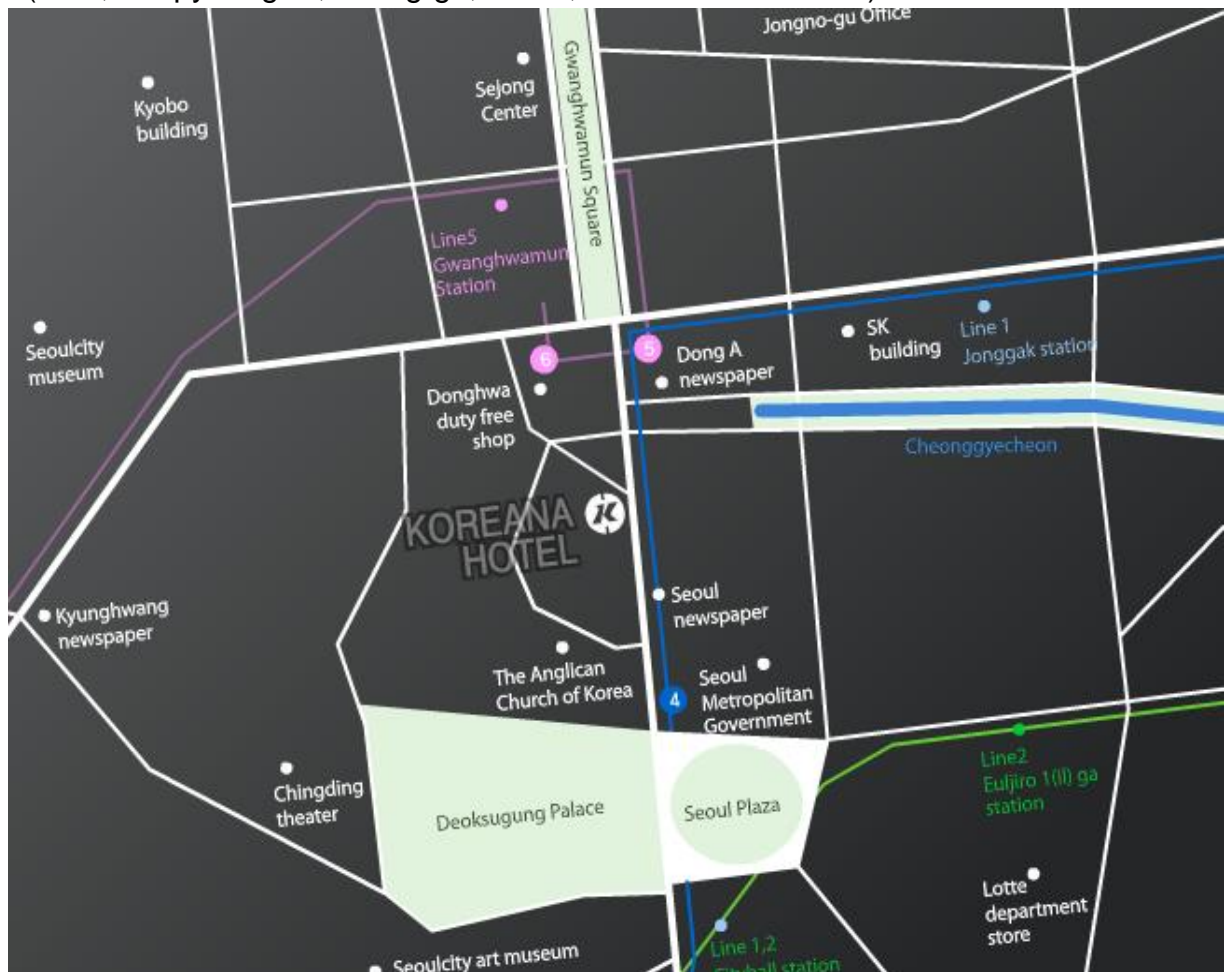 Jongno-gu Office
Kyobo
building
Sejong
Center
Gwanghwamun Square
Line5
Gwanghwamun
Station
Seoulcity
museum
6
5
Dong A
newspaper
SK
building
Line 1
Jonggak station
Donghwa
duty free
shop
Cheonggyecheon
KOREANA
HOTEL
K
Kyunghwang
newspaper
Seoul
newspaper
The Anglican
Church of Korea
4
Seoul
Metropolitan
Government
Chingding
theater
Deoksugung Palace
Seoul Plaza
Line2
Euljiro 1(Il) ga
station
Lotte
department
store
Seoulcity art museum
Line 1,2
Cityhall station